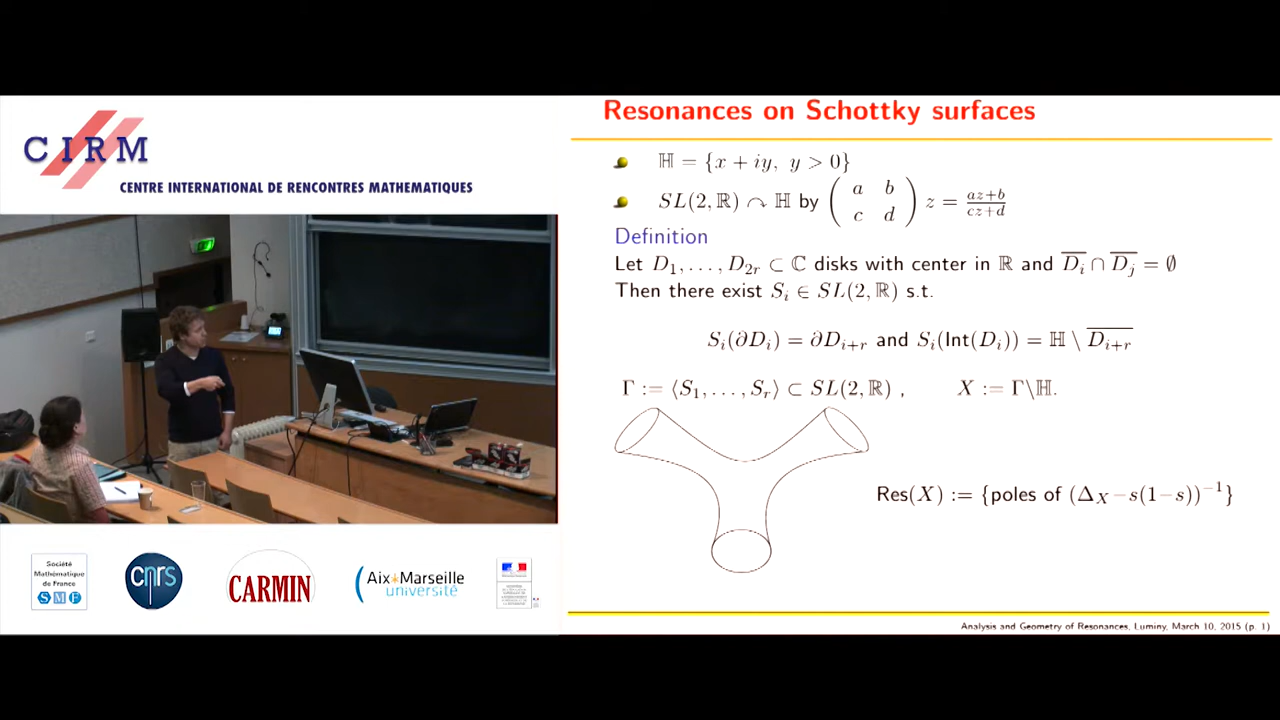 CIRM
CENTRE INTERNATIONAL DE RENCONTRES MATHEMATIQUES
Société
Mathématique
de France
SMF
cnrs
CARMIN
Aix*Marseille
université
Resonances on Schottky surfaces
ℍ = {x + iy, y > 0}
SL(2, ℝ) ↷ ℍ by ( a b ; c d ) z = (az+b)/(cz+d)
Definition
Let D₁, . . . , D₂ᵣ ⊂ ℂ disks with center in ℝ and D̅ᵢ ∩ D̅ⱼ = ∅
Then there exist Sᵢ ∈ SL(2, ℝ) s.t.
Sᵢ(∂Dᵢ) = ∂Dᵢ₊ᵣ and Sᵢ(Int(Dᵢ)) = ℍ \ D̅ᵢ₊ᵣ
Γ := ⟨S₁, . . . , Sᵣ⟩ ⊂ SL(2, ℝ) , X := Γ\ℍ.
Res(X) := {poles of (Δ_X − s(1−s))⁻¹}
Analysis and Geometry of Resonances, Luminy, March 10, 2015 (p. 1)